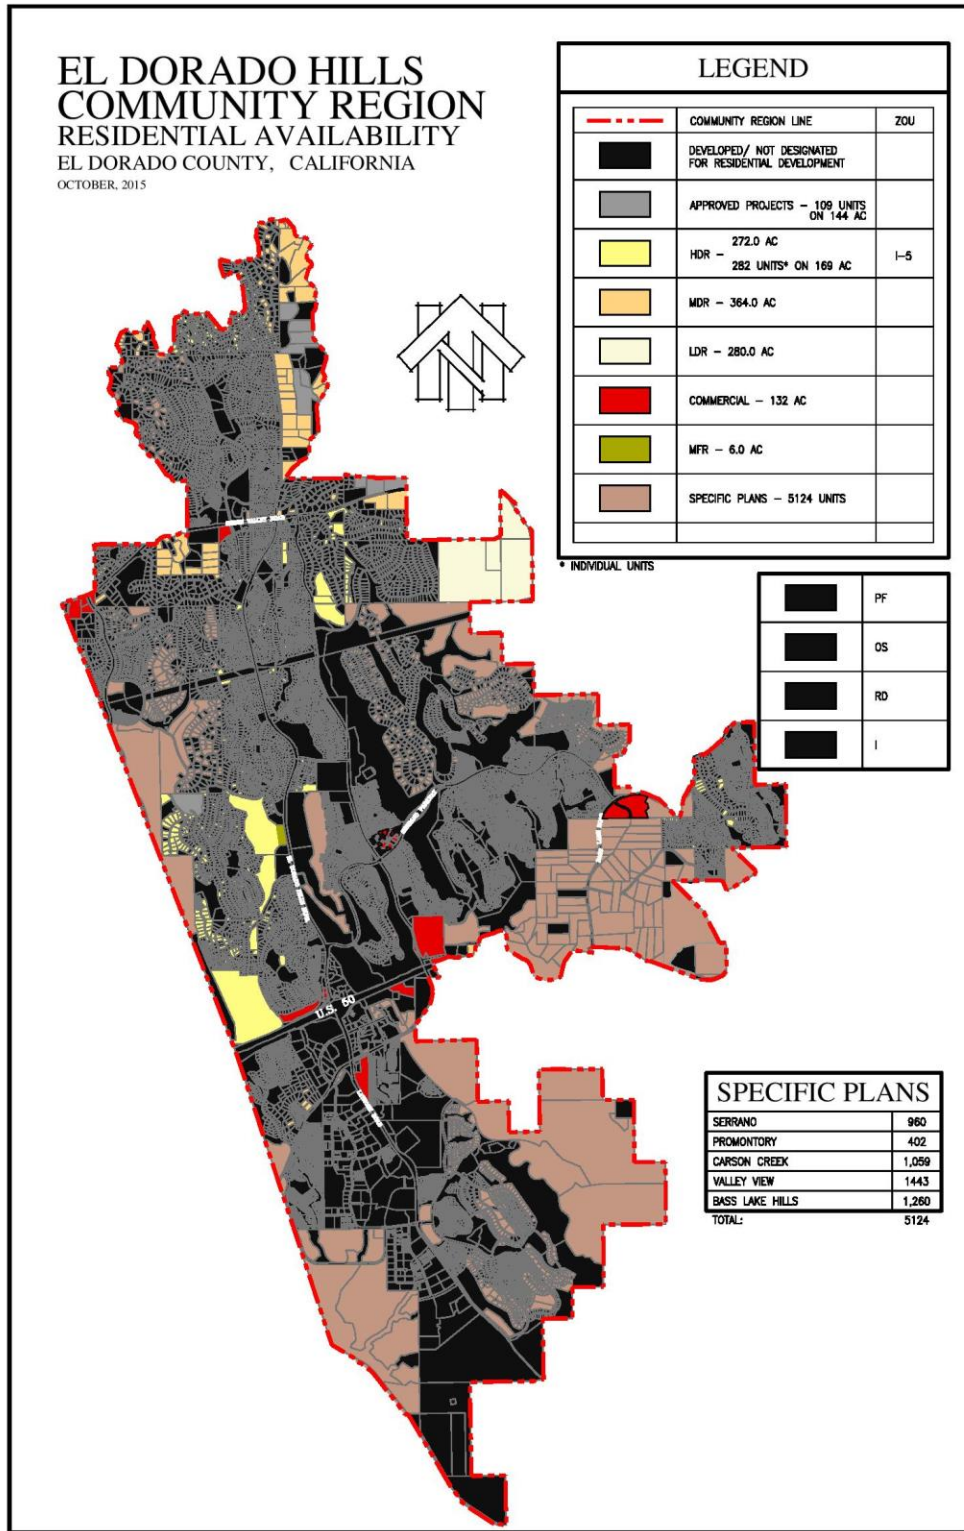 EL DORADO HILLS
COMMUNITY REGION
RESIDENTIAL AVAILABILITY
EL DORADO COUNTY, CALIFORNIA
OCTOBER, 2015
LEGEND
COMMUNITY REGION LINE ZOU
DEVELOPED/ NOT DESIGNATED
FOR RESIDENTIAL DEVELOPMENT
APPROVED PROJECTS – 109 UNITS
ON 144 AC
272.0 AC
HDR – I-5
282 UNITS* ON 169 AC
MDR – 364.0 AC
LDR – 280.0 AC
COMMERCIAL – 132 AC
MFR – 6.0 AC
SPECIFIC PLANS – 5124 UNITS
* INDIVIDUAL UNITS
PF
OS
RD
I
U.S. 50
SPECIFIC PLANS
SERRANO 960
PROMONTORY 402
CARSON CREEK 1,059
VALLEY VIEW 1443
BASS LAKE HILLS 1,260
TOTAL: 5124